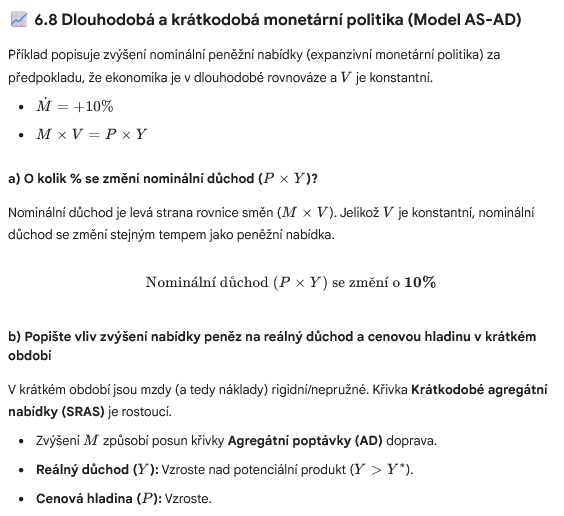 📈 6.8 Dlouhodobá a krátkodobá monetární politika (Model AS-AD)
Příklad popisuje zvýšení nominální peněžní nabídky (expanzivní monetární politika) za
předpokladu, že ekonomika je v dlouhodobé rovnováze a V je konstantní.
• Ṁ = +10%
• M × V = P × Y
a) O kolik % se změní nominální důchod (P × Y)?
Nominální důchod je levá strana rovnice směn (M × V). Jelikož V je konstantní, nominální
důchod se změní stejným tempem jako peněžní nabídka.
Nominální důchod (P × Y) se změní o 10%
b) Popište vliv zvýšení nabídky peněz na reálný důchod a cenovou hladinu v krátkém
období
V krátkém období jsou mzdy (a tedy náklady) rigidní/nepružné. Křivka Krátkodobé agregátní
nabídky (SRAS) je rostoucí.
• Zvýšení M způsobí posun křivky Agregátní poptávky (AD) doprava.
• Reálný důchod (Y): Vzroste nad potenciální produkt (Y > Y*).
• Cenová hladina (P): Vzroste.